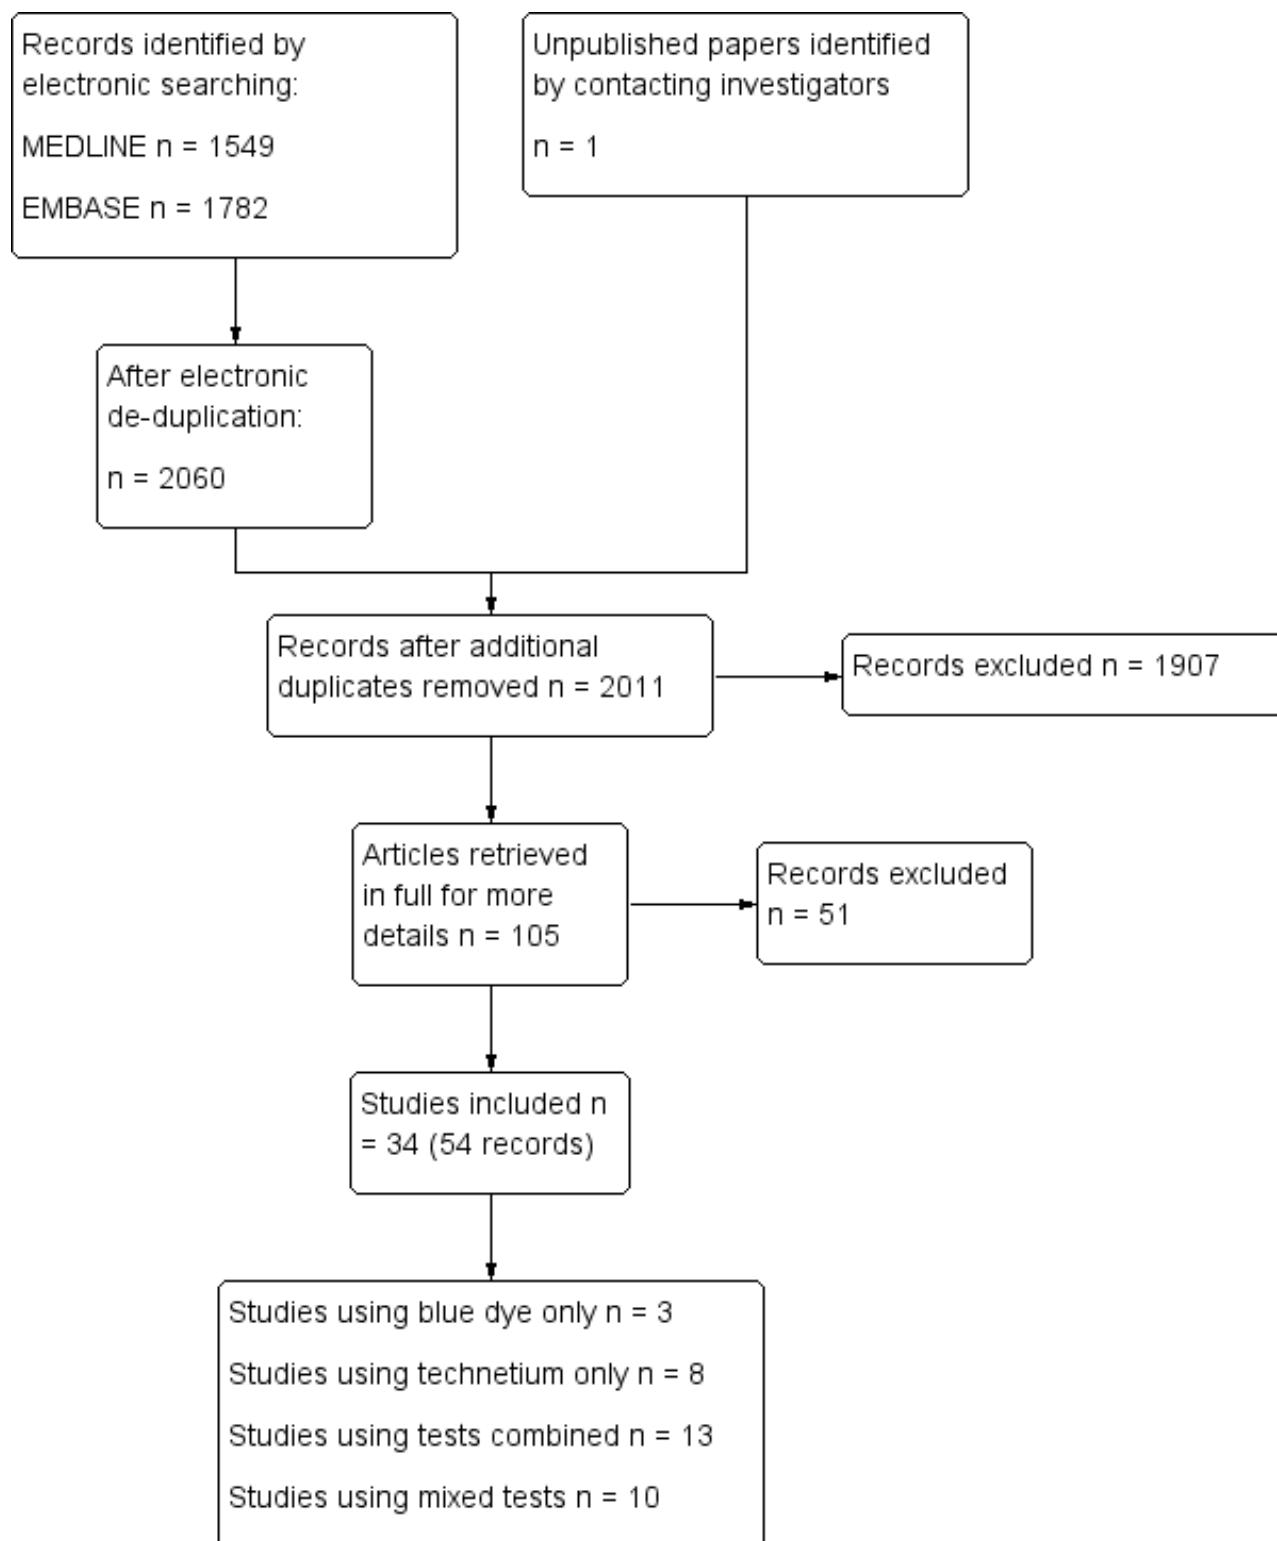 Records identified by
electronic searching:
MEDLINE n = 1549
EMBASE n = 1782
Unpublished papers identified
by contacting investigators
n = 1
After electronic
de-duplication:
n = 2060
Records after additional
duplicates removed n = 2011
Records excluded n = 1907
Articles retrieved
in full for more
details n = 105
Records excluded
n = 51
Studies included n
= 34 (54 records)
Studies using blue dye only n = 3
Studies using technetium only n = 8
Studies using tests combined n = 13
Studies using mixed tests n = 10